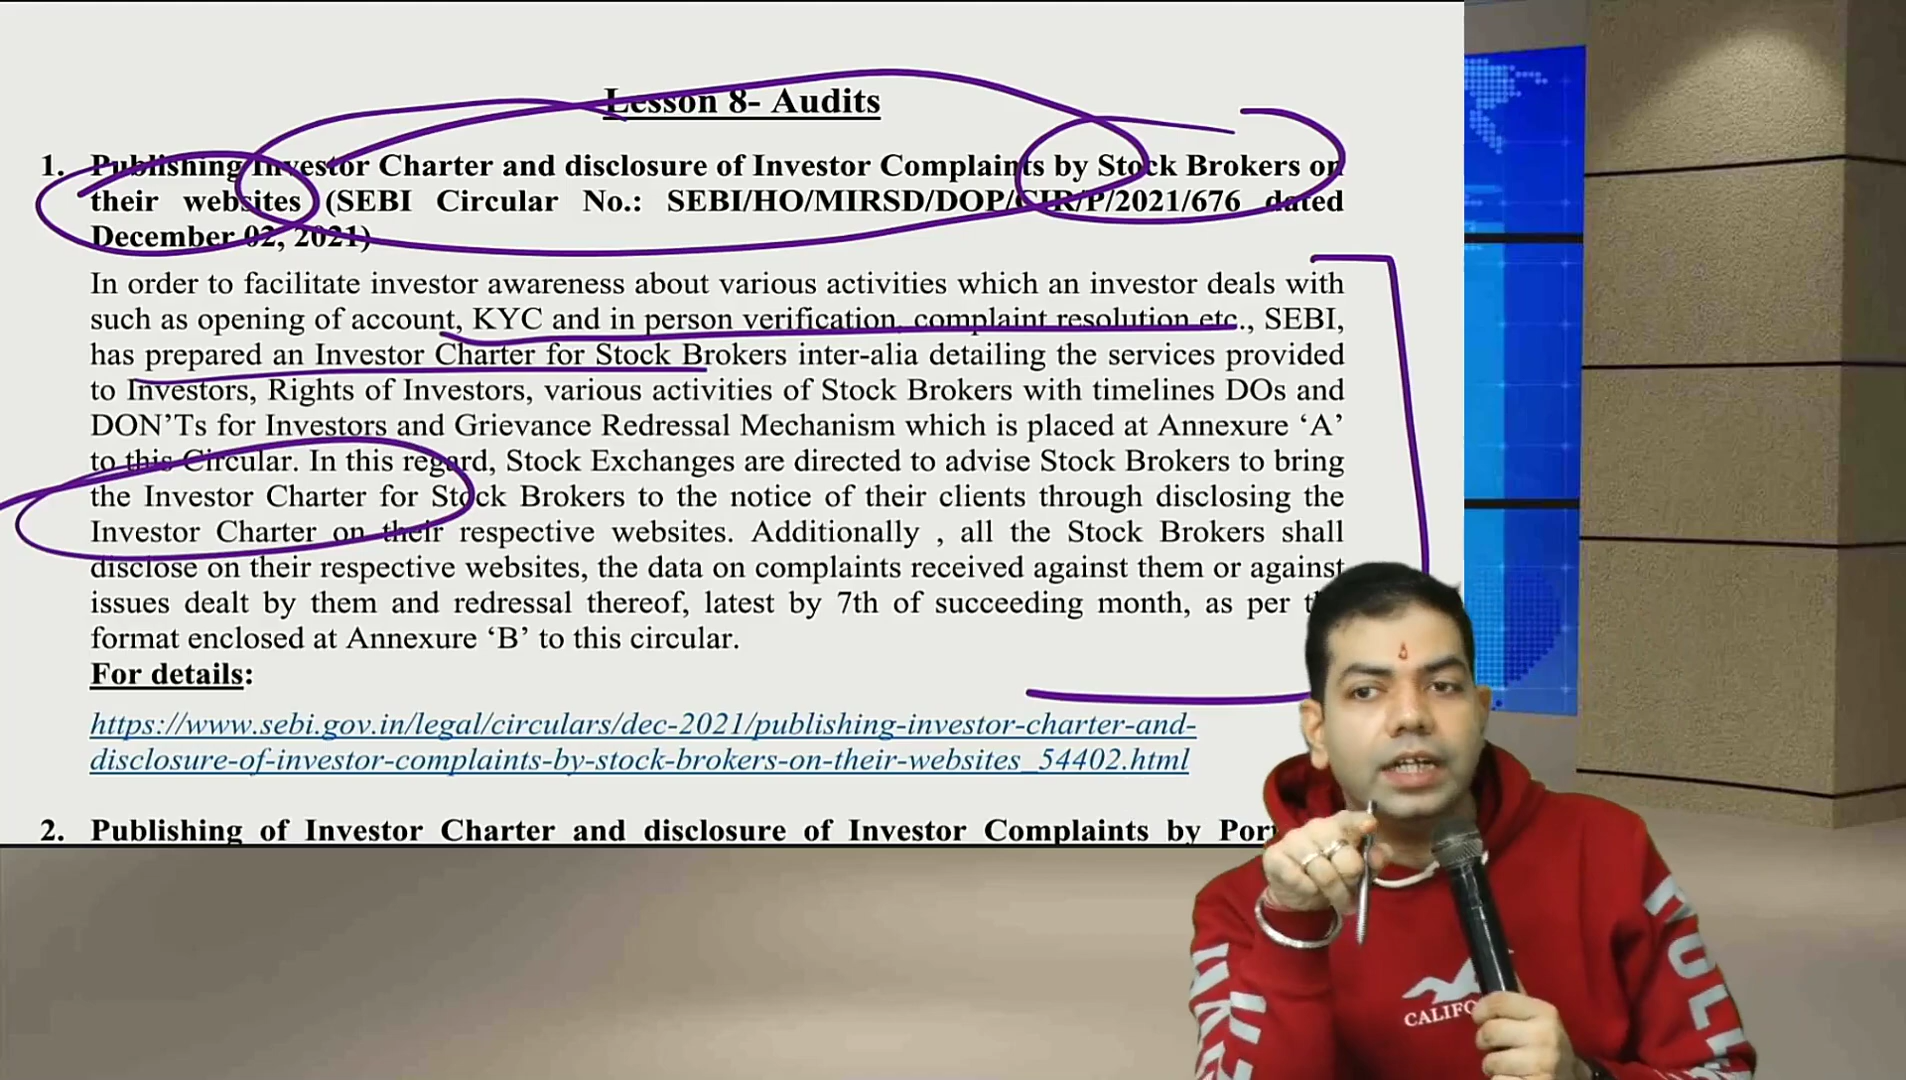 Lesson 8- Audits
1. Publishing Investor Charter and disclosure of Investor Complaints by Stock Brokers on
their websites (SEBI Circular No.: SEBI/HO/MIRSD/DOP/CIR/P/2021/676 dated
December 02, 2021)
In order to facilitate investor awareness about various activities which an investor deals with
such as opening of account, KYC and in person verification, complaint resolution etc., SEBI,
has prepared an Investor Charter for Stock Brokers inter-alia detailing the services provided
to Investors, Rights of Investors, various activities of Stock Brokers with timelines DOs and
DON’Ts for Investors and Grievance Redressal Mechanism which is placed at Annexure ‘A’
to this Circular. In this regard, Stock Exchanges are directed to advise Stock Brokers to bring
the Investor Charter for Stock Brokers to the notice of their clients through disclosing the
Investor Charter on their respective websites. Additionally , all the Stock Brokers shall
disclose on their respective websites, the data on complaints received against them or against
issues dealt by them and redressal thereof, latest by 7th of succeeding month, as per
format enclosed at Annexure ‘B’ to this circular.
For details:
https://www.sebi.gov.in/legal/circulars/dec-2021/publishing-investor-charter-and-
disclosure-of-investor-complaints-by-stock-brokers-on-their-websites_54402.html
2. Publishing of Investor Charter and disclosure of Investor Complaints by